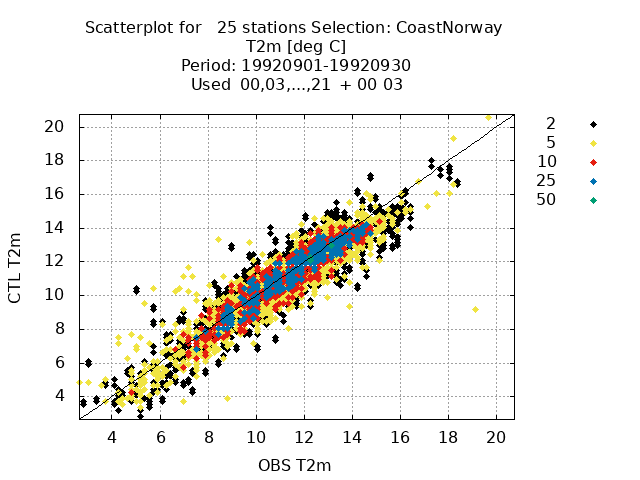 Scatterplot for   25 stations Selection: CoastNorway
T2m [deg C]
Period: 19920901-19920930
Used  00,03,...,21  + 00 03
2
5
10
25
50
20
18
16
14
12
10
8
6
4
CTL T2m
4 6 8 10 12 14 16 18 20
OBS T2m